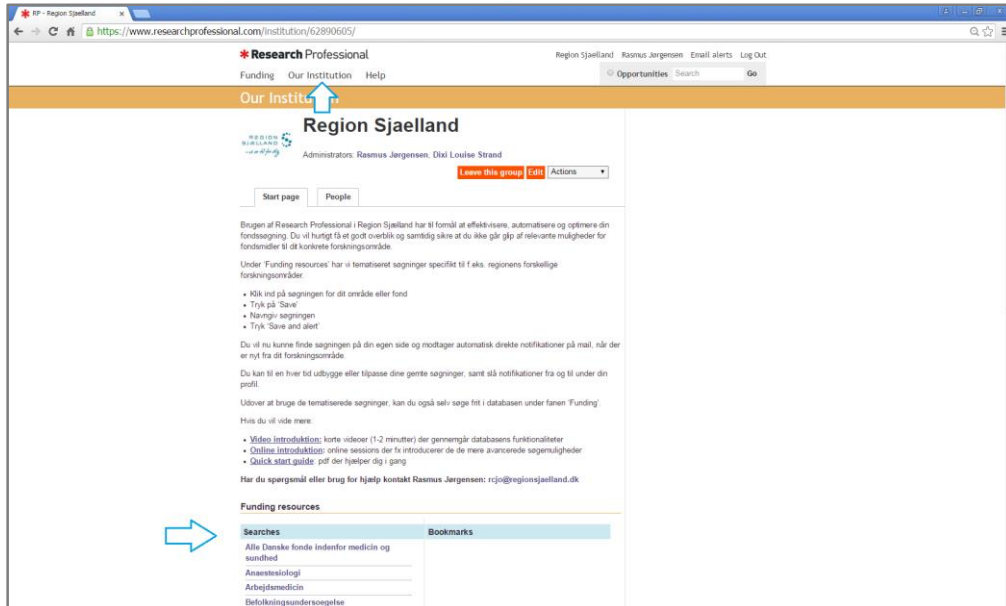 RP - Region Sjaelland
https://www.researchprofessional.com/institution/62890605/
Research Professional
Region Sjaelland Rasmus Jørgensen Email alerts Log Out
Funding Our Institution Help
Opportunities Search Go
Our Institution
Region Sjaelland
REGION
SJÆLLAND
Administrators: Rasmus Jørgensen, Dixi Louise Strand
Leave this group Edit Actions
Start page People
Brugen af Research Professional i Region Sjælland har til formål at effektivisere, automatisere og optimere din
fondssøgning. Du vil hurtigt få et godt overblik og samtidig sikre at du ikke går glip af relevante muligheder for
fondsmidler til dit konkrete forskningsområde.
Under 'Funding resources' har vi tematiseret søgninger specifikt til f.eks. regionens forskellige
forskningsområder.
• Klik ind på søgningen for dit område eller fond
• Tryk på 'Save'
• Navngiv søgningen
• Tryk 'Save and alert'
Du vil nu kunne finde søgningen på din egen side og modtager automatisk direkte notifikationer på mail, når der
er nyt fra dit forskningsområde.
Du kan til en hver tid udbygge eller tilpasse dine gemte søgninger, samt slå notifikationer fra og til under din
profil.
Udover at bruge de tematiserede søgninger, kan du også selv søge frit i databasen under fanen 'Funding'
Hvis du vil vide mere:
• Video introduktion: korte videoer (1-2 minutter) der gennemgår databasens funktionaliteter
• Online introduktion: online sessions der fx introducerer de de mere avancerede søgemuligheder
• Quick start guide: pdf der hjælper dig i gang
Har du spørgsmål eller brug for hjælp kontakt Rasmus Jørgensen: rcjo@regionsjaelland.dk
Funding resources
Searches Bookmarks
Alle Danske fonde indenfor medicin og
sundhed
Anaestesiologi
Arbejdsmedicin
Befolkningsundersoegelse